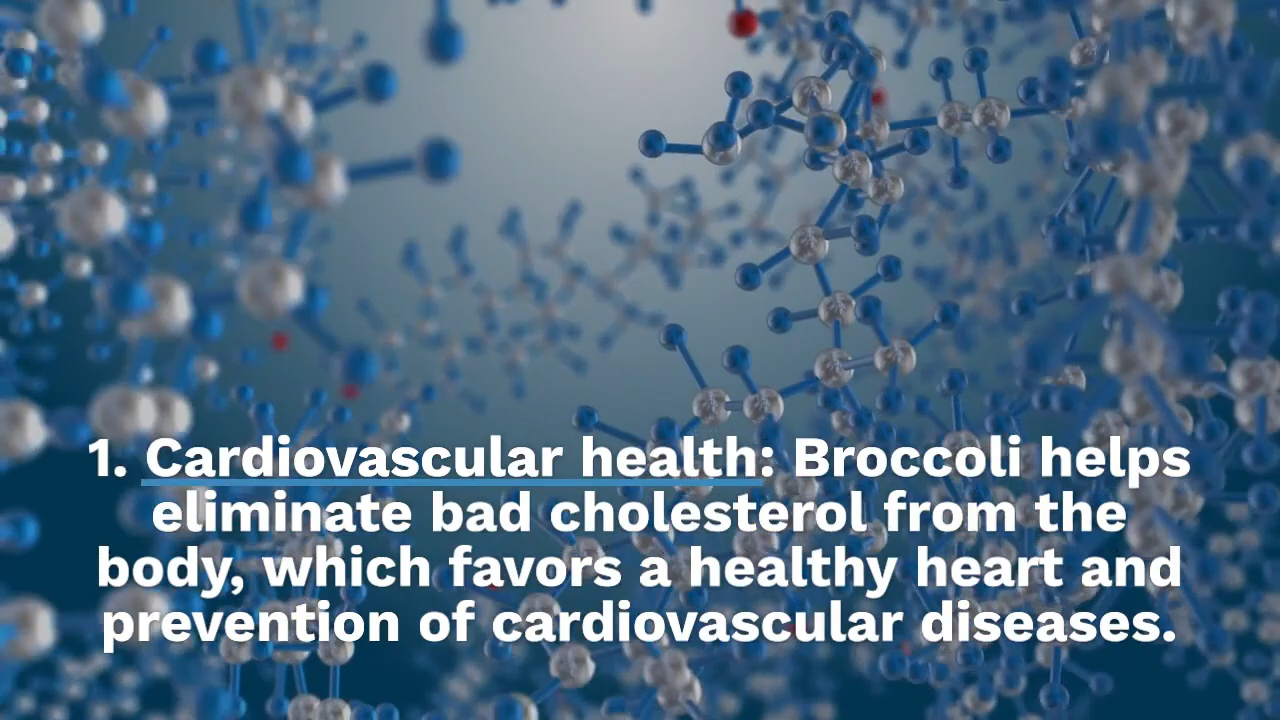 1. Cardiovascular health: Broccoli helps
eliminate bad cholesterol from the
body, which favors a healthy heart and
prevention of cardiovascular diseases.